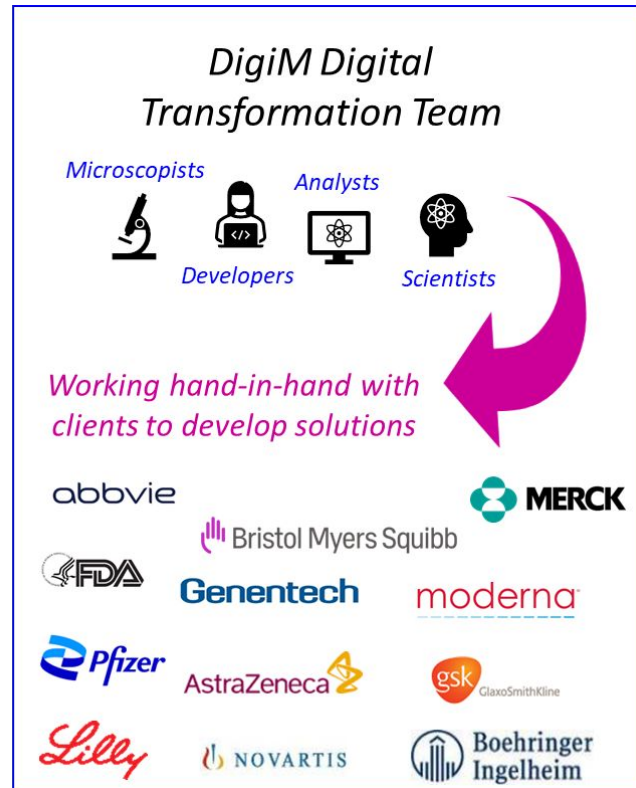 DigiM Digital
Transformation Team
Microscopists
Analysts
</>
Developers
Scientists
Working hand-in-hand with
clients to develop solutions
abbvie
MERCK
Bristol Myers Squibb
FDA
Genentech
moderna
Pfizer
AstraZeneca
gsk
GlaxoSmithKline
Lilly
NOVARTIS
Boehringer
Ingelheim